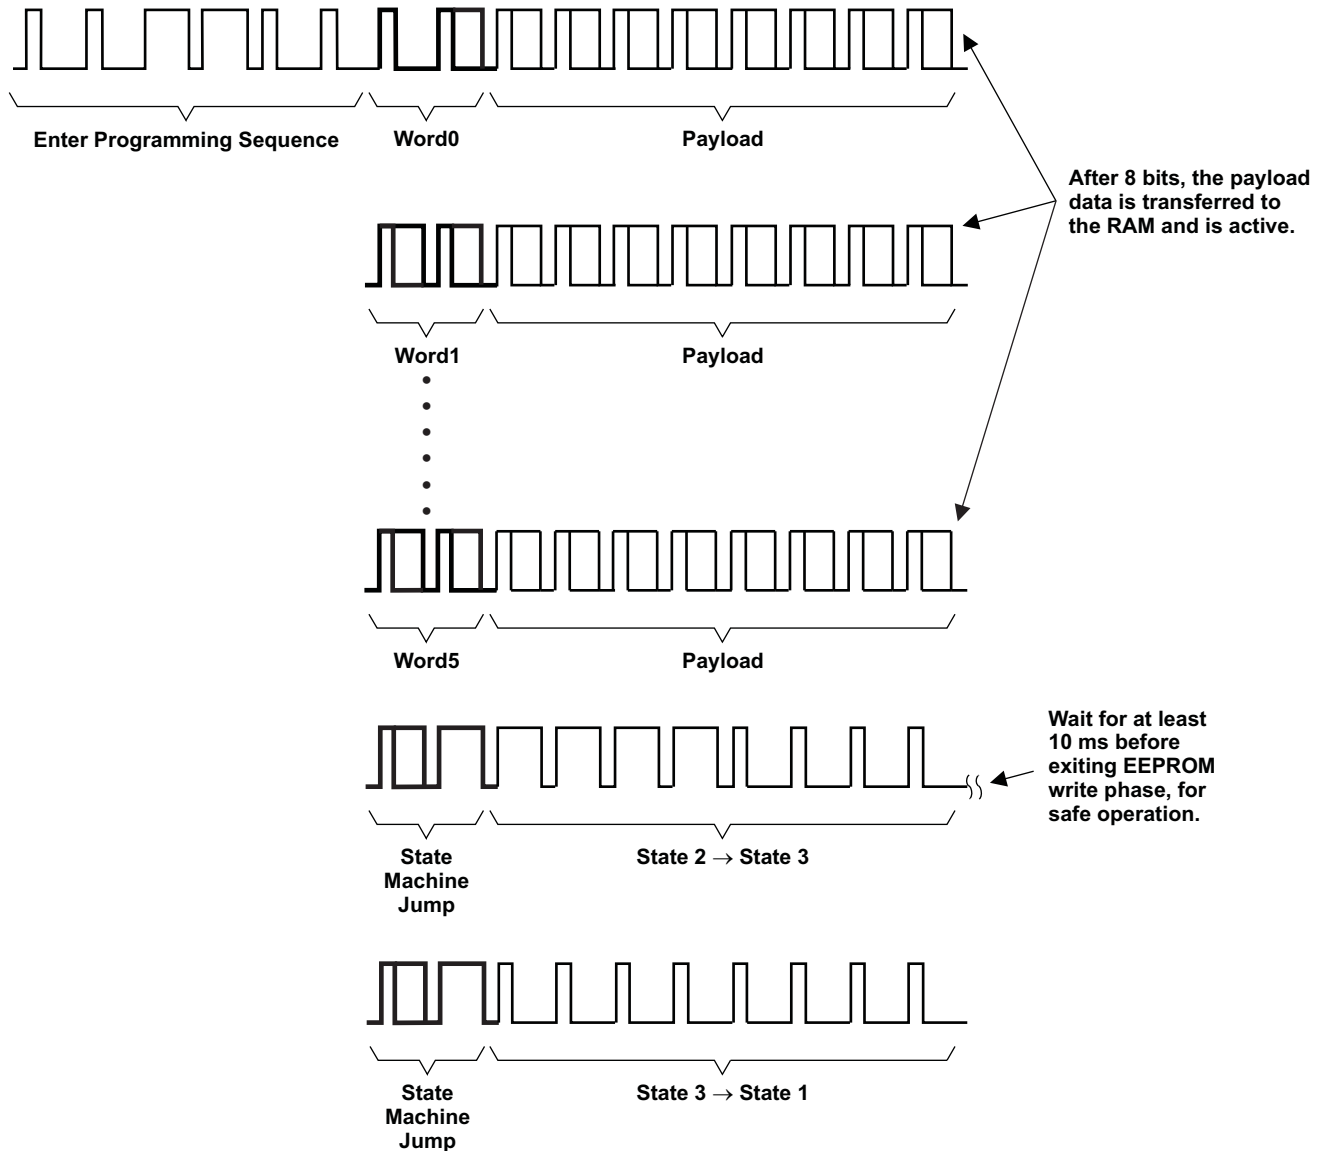 Enter Programming Sequence
Word0
Payload
After 8 bits, the payload
data is transferred to
the RAM and is active.
Word1
Payload
Word5
Payload
Wait for at least
10 ms before
exiting EEPROM
write phase, for
safe operation.
State
Machine
Jump
State 2 → State 3
State
Machine
Jump
State 3 → State 1